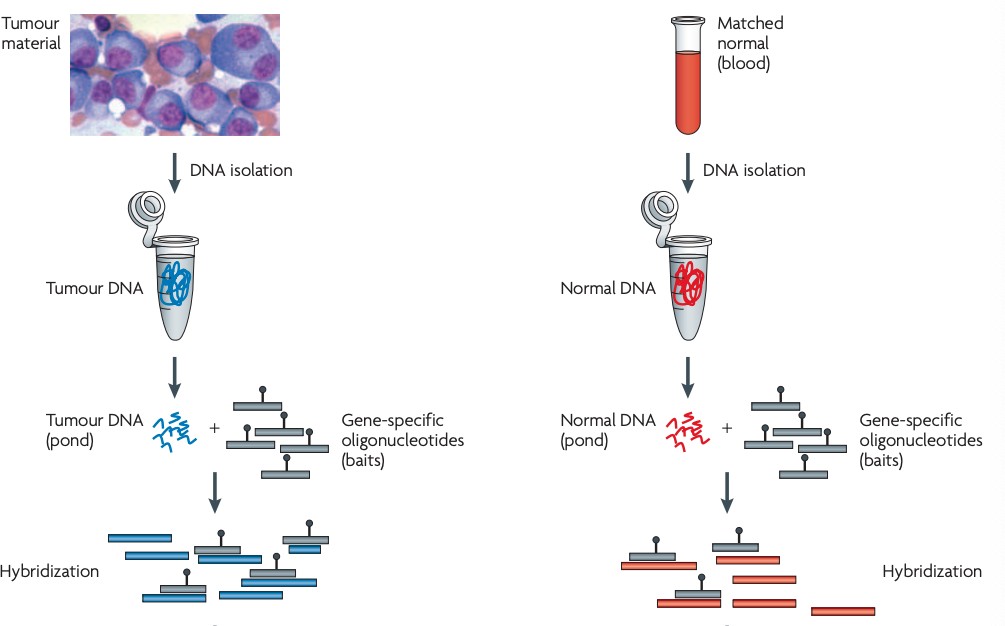 Tumour
material
Matched
normal
(blood)
DNA isolation
DNA isolation
Tumour DNA
Normal DNA
Tumour DNA
(pond)
+
Gene-specific
oligonucleotides
(baits)
Normal DNA
(pond)
+
Gene-specific
oligonucleotides
(baits)
Hybridization
Hybridization